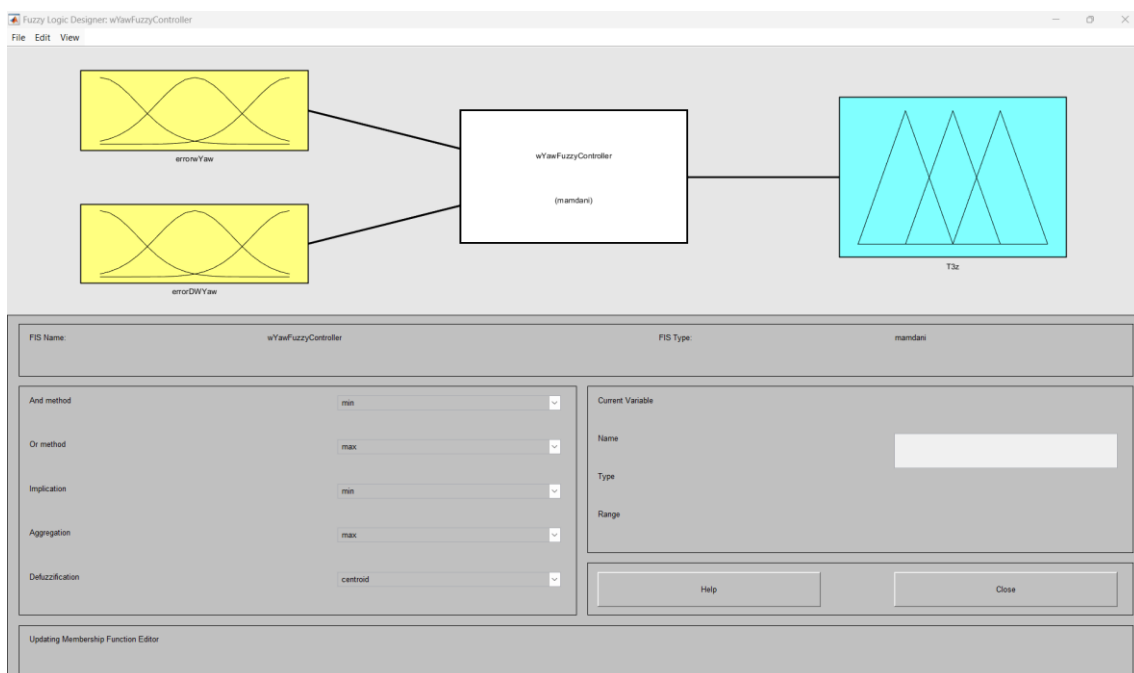 Fuzzy Logic Designer: wYawFuzzyController
File Edit View
errorwYaw
wYawFuzzyController
(mamdani)
T3z
errorDWYaw
FIS Name: wYawFuzzyController FIS Type: mamdani
And method min
Or method max
Implication min
Aggregation max
Defuzzification centroid
Current Variable
Name
Type
Range
Help Close
Updating Membership Function Editor